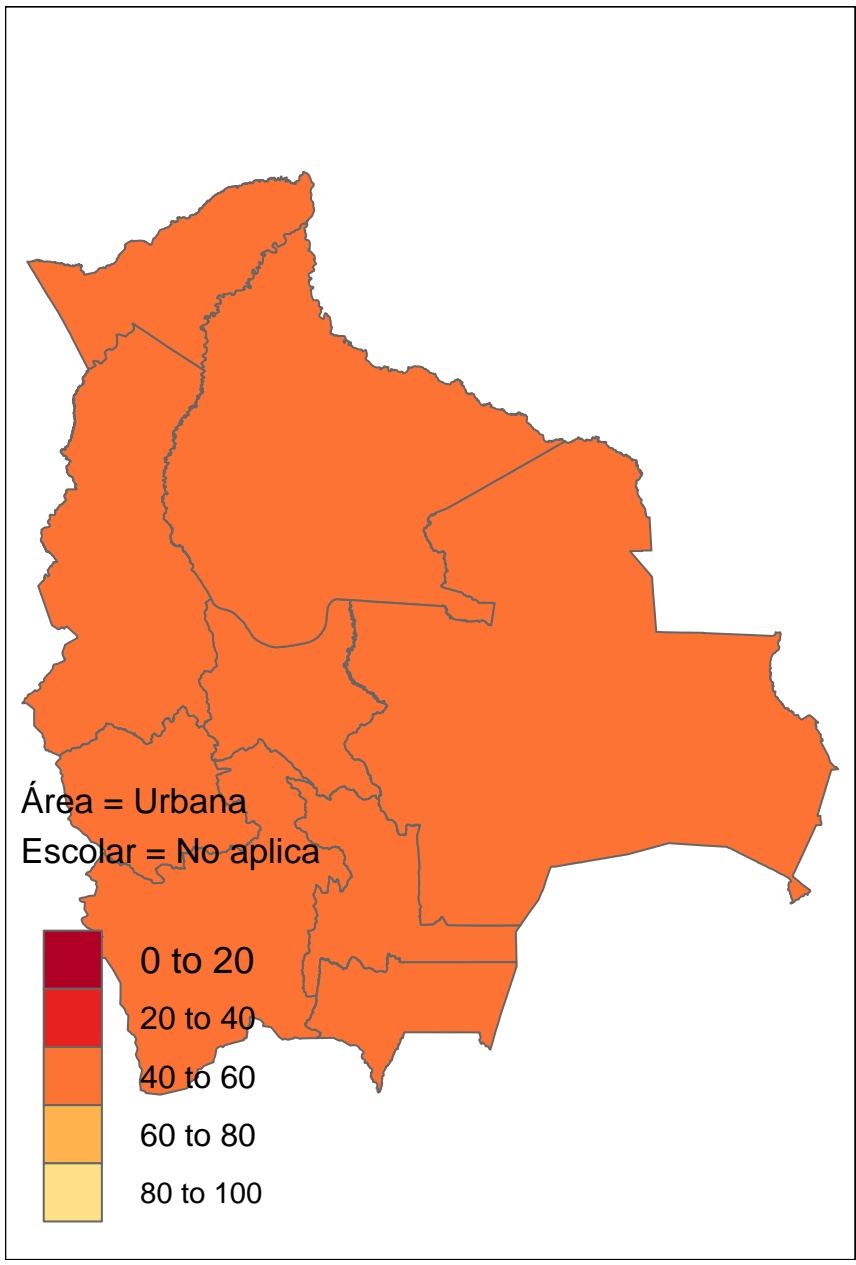 Área = Urbana
Escolar = No aplica
0 to 20
20 to 40
40 to 60
60 to 80
80 to 100